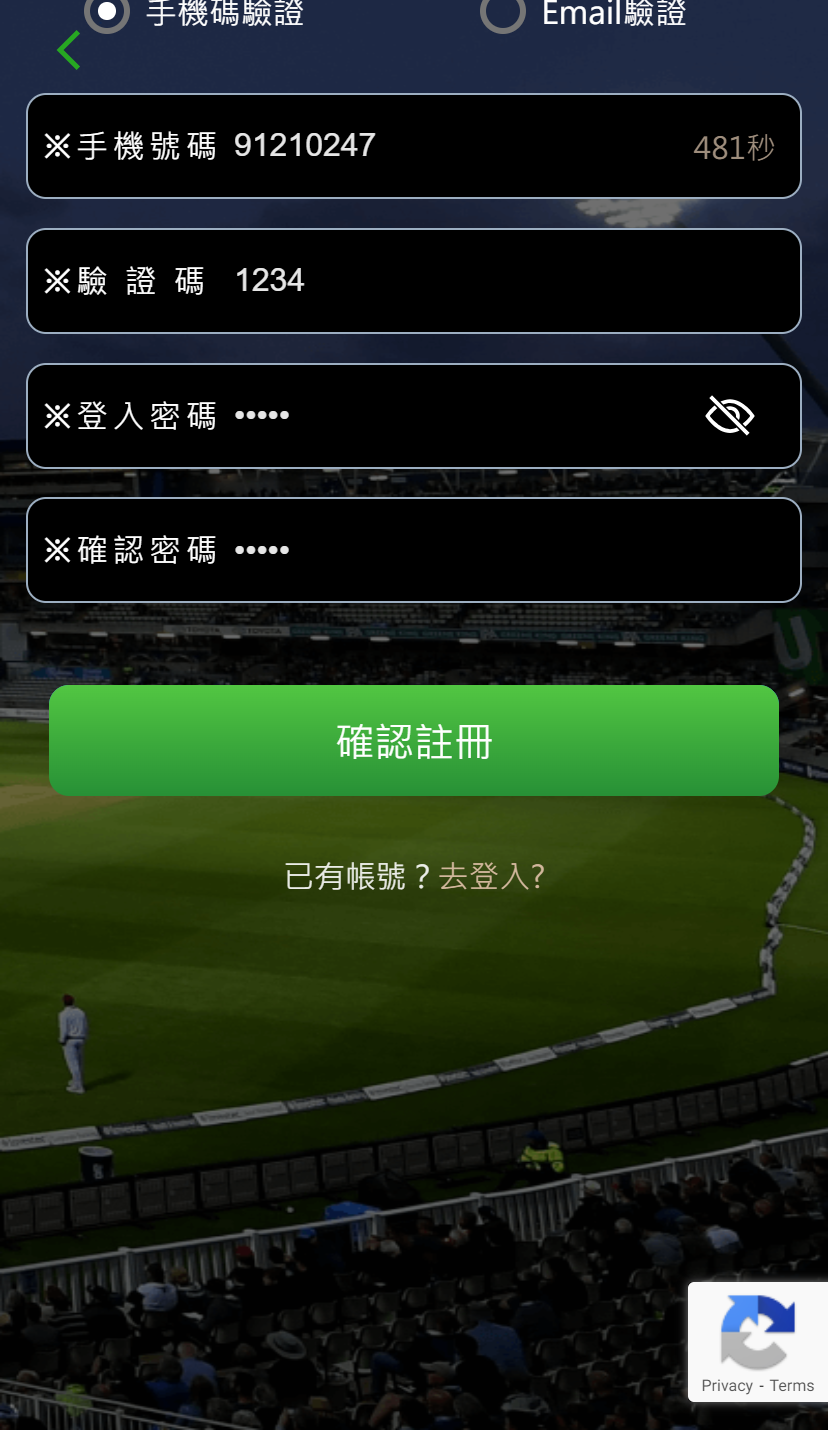 手機碼驗證 Email驗證
※手機號碼 91210247 481秒
※驗證碼 1234
※登入密碼 •••••
※確認密碼 •••••
確認註冊
已有帳號？去登入?
Privacy - Terms